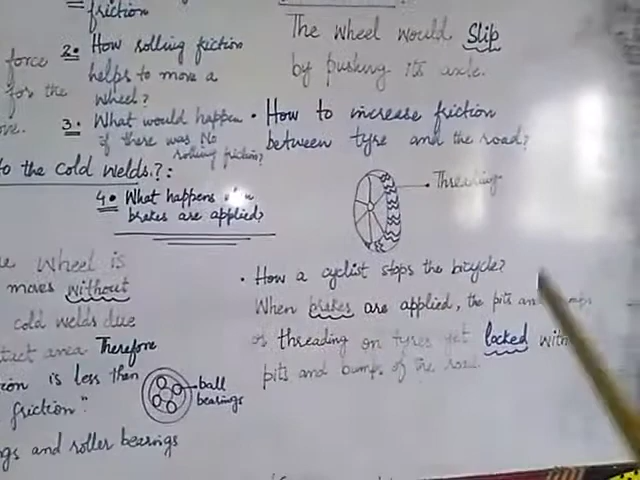 friction
2. How rolling friction
helps to move a
wheel?
3. What would happen
if there was No
rolling friction?
4. What happens
brakes are applied?
force
for the
to the cold welds.?:
wheel is
moves without
cold welds due
area Therefore
is less than
friction"
ball
bearings
and roller bearings
The wheel would Slip
by pushing its axle.
• How to increase friction
between tyre and the road?
Threading
• How a cyclist stops the bicycle?
When brakes are applied, the pits
of threading on tyres get locked with
pits and bumps of the road.